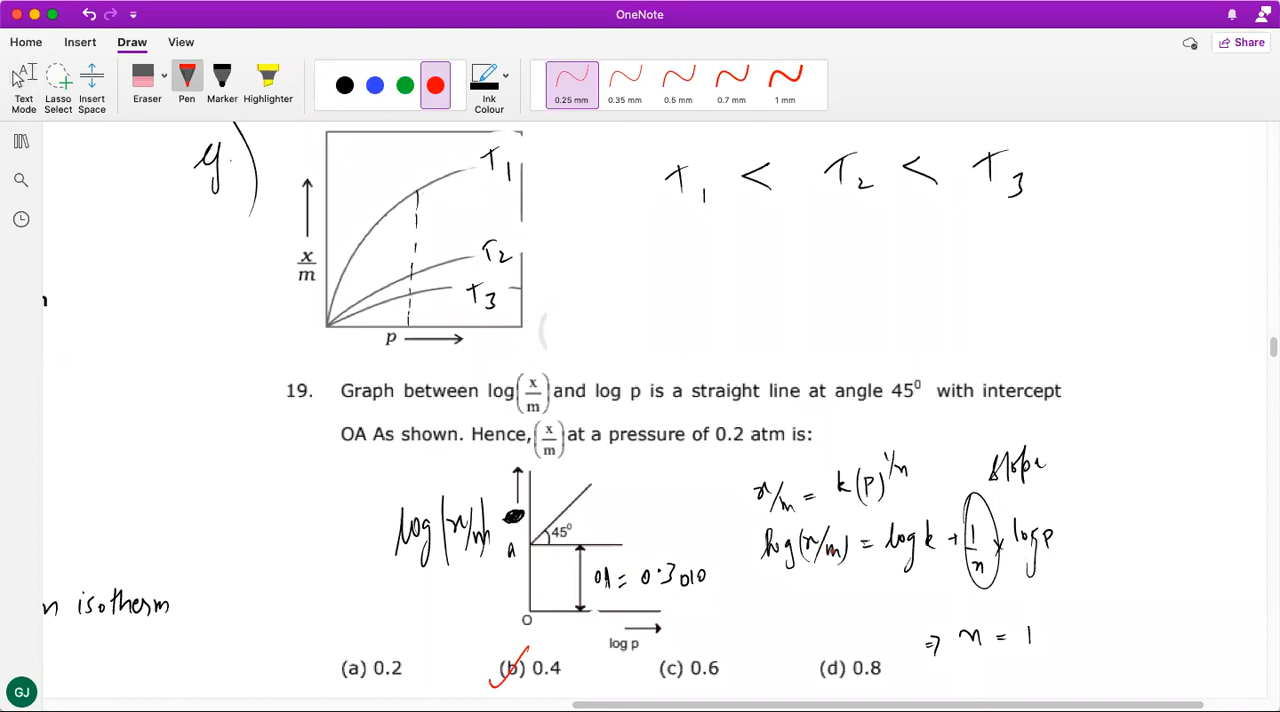 OneNote
Home Insert Draw View
Share
Text Mode
Lasso Select
Insert Space
Eraser
Pen
Marker
Highlighter
Ink Colour
0.25 mm 0.35 mm 0.5 mm 0.7 mm 1 mm
T1
T2
T3
x/m
p
T1 < T2 < T3
19. Graph between log(x/m) and log p is a straight line at angle 45⁰ with intercept
OA As shown. Hence, (x/m) at a pressure of 0.2 atm is:
x/m = k(p)^1/n
slope
log(x/m) = log k + 1/n × log p
log(x/m)
45⁰
A
OA = 0.3010
O
log p
n isotherm
⇒ n = 1
(a) 0.2 (b) 0.4 (c) 0.6 (d) 0.8
GJ